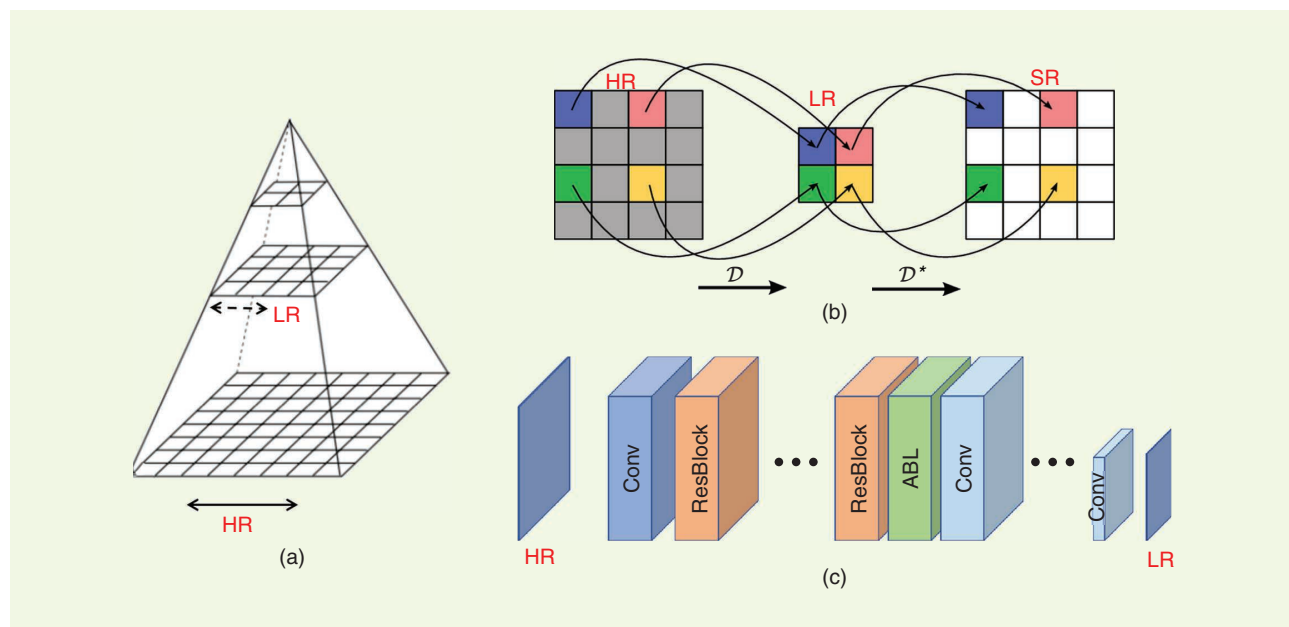 LR
HR
(a)
HR
LR
SR
𝒟
𝒟*
(b)
Conv
ResBlock
ResBlock
ABL
Conv
Conv
HR
LR
(c)